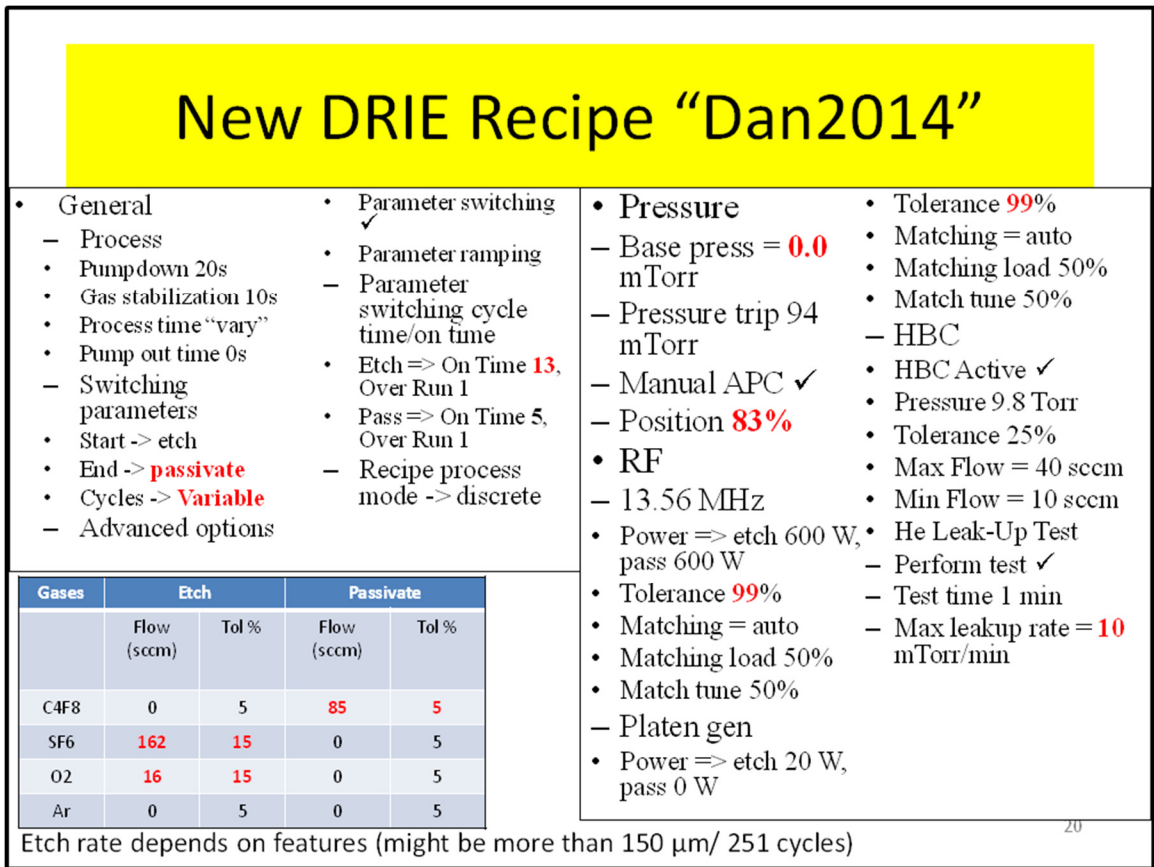 New DRIE Recipe “Dan2014”
• General
– Process
• Pumpdown 20s
• Gas stabilization 10s
• Process time “vary”
• Pump out time 0s
– Switching
parameters
• Start -> etch
• End -> passivate
• Cycles -> Variable
– Advanced options
• Parameter switching
✓
• Parameter ramping
– Parameter
switching cycle
time/on time
• Etch => On Time 13,
Over Run 1
• Pass => On Time 5,
Over Run 1
– Recipe process
mode -> discrete
• Pressure
– Base press = 0.0
mTorr
– Pressure trip 94
mTorr
– Manual APC ✓
– Position 83%
• RF
– 13.56 MHz
• Power => etch 600 W,
pass 600 W
• Tolerance 99%
• Matching = auto
• Matching load 50%
• Match tune 50%
– Platen gen
• Power => etch 20 W,
pass 0 W
• Tolerance 99%
• Matching = auto
• Matching load 50%
• Match tune 50%
– HBC
• HBC Active ✓
• Pressure 9.8 Torr
• Tolerance 25%
• Max Flow = 40 sccm
• Min Flow = 10 sccm
• He Leak-Up Test
– Perform test ✓
– Test time 1 min
– Max leakup rate = 10
mTorr/min
Gases Etch Passivate
Flow Tol % Flow Tol %
(sccm) (sccm)
C4F8 0 5 85 5
SF6 162 15 0 5
O2 16 15 0 5
Ar 0 5 0 5
20
Etch rate depends on features (might be more than 150 µm/ 251 cycles)